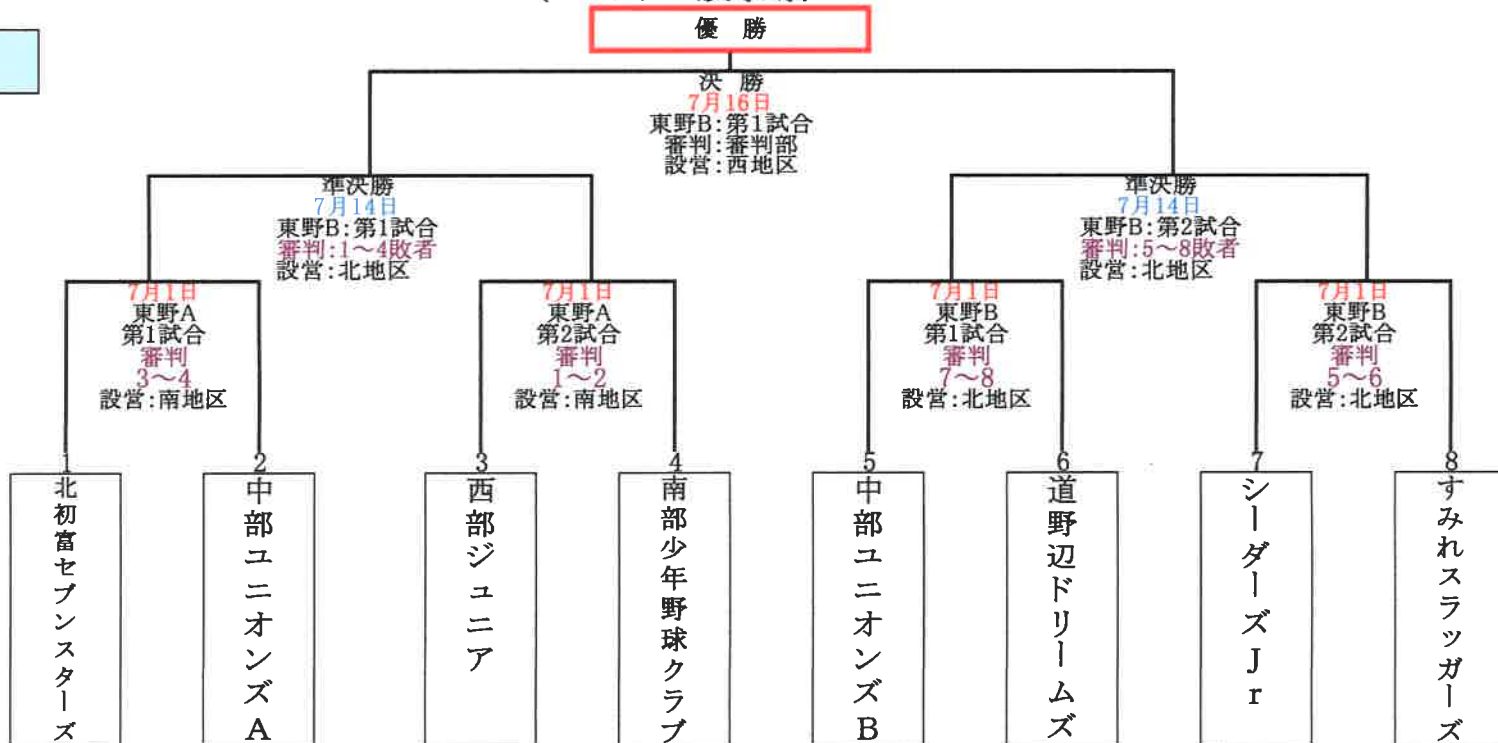 優 勝
決 勝
7月16日
東野B:第1試合
審判:審判部
設営:西地区
準決勝
7月14日
東野B:第1試合
審判:1~4敗者
設営:北地区
準決勝
7月14日
東野B:第2試合
審判:5~8敗者
設営:北地区
7月1日
東野A
第1試合
審判
3~4
設営:南地区
7月1日
東野A
第2試合
審判
1~2
設営:南地区
7月1日
東野B
第1試合
審判
7~8
設営:北地区
7月1日
東野B
第2試合
審判
5~6
設営:北地区
1
北初富セブンスターズ
2
中部ユニオンズA
3
西部ジュニア
4
南部少年野球クラブ
5
中部ユニオンズB
6
道野辺ドリームズ
7
シーダーズJr
8
すみれスラッガーズ